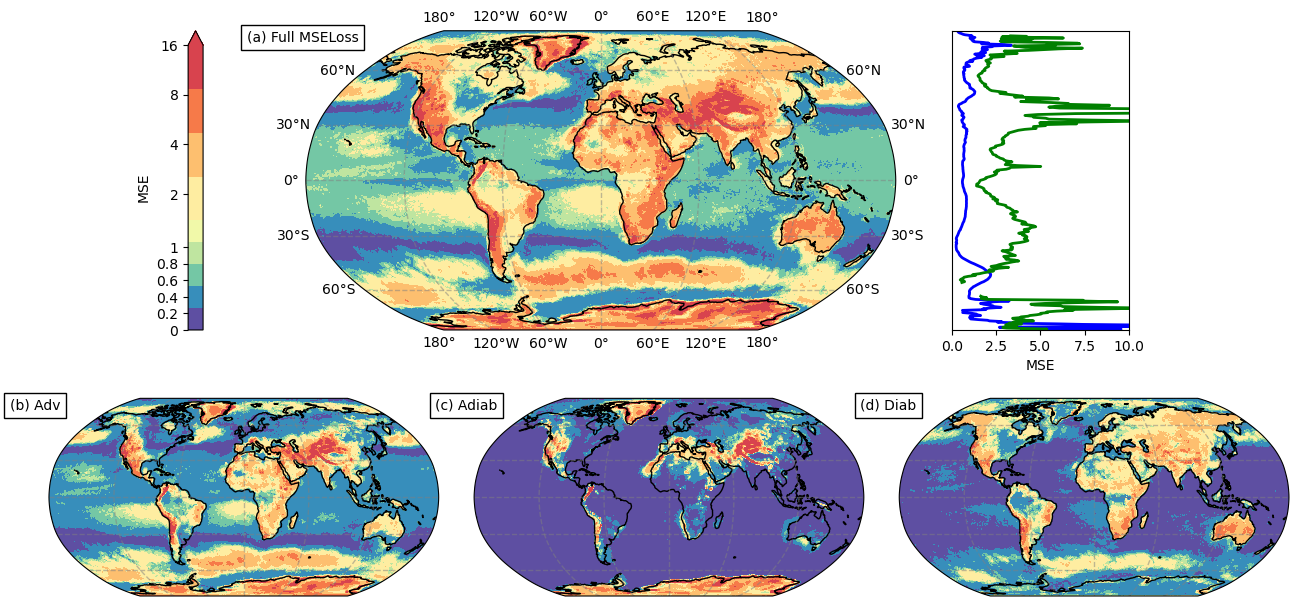 (a) Full MSELoss
180° 120°W 60°W 0° 60°E 120°E 180°
16
8
4
2
1
0.8
0.6
0.4
0.2
0
MSE
60°N 60°N
30°N 30°N
0° 0°
30°S 30°S
60°S 60°S
180° 120°W 60°W 0° 60°E 120°E 180°
0.0 2.5 5.0 7.5 10.0
MSE
(b) Adv
(c) Adiab
(d) Diab